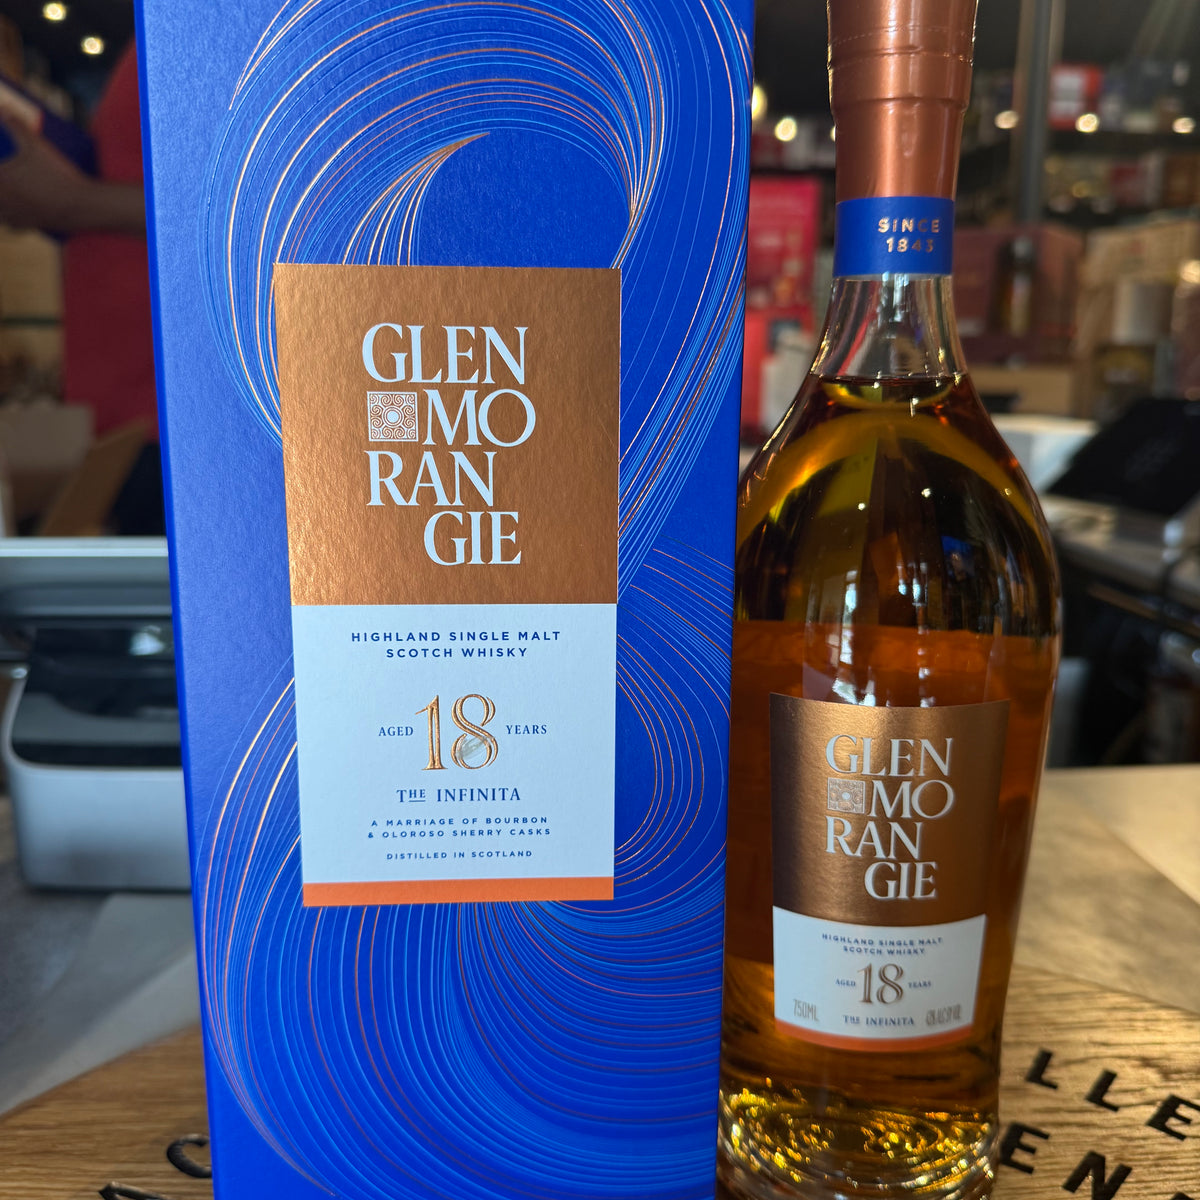 GLEN
MO
RAN
GIE
HIGHLAND SINGLE MALT
SCOTCH WHISKY
AGED 18 YEARS
THE INFINITA
A MARRIAGE OF BOURBON
& OLOROSO SHERRY CASKS
DISTILLED IN SCOTLAND
SINCE
1843
GLEN
MO
RAN
GIE
HIGHLAND SINGLE MALT
SCOTCH WHISKY
AGED 18 YEARS
750ML THE INFINITA